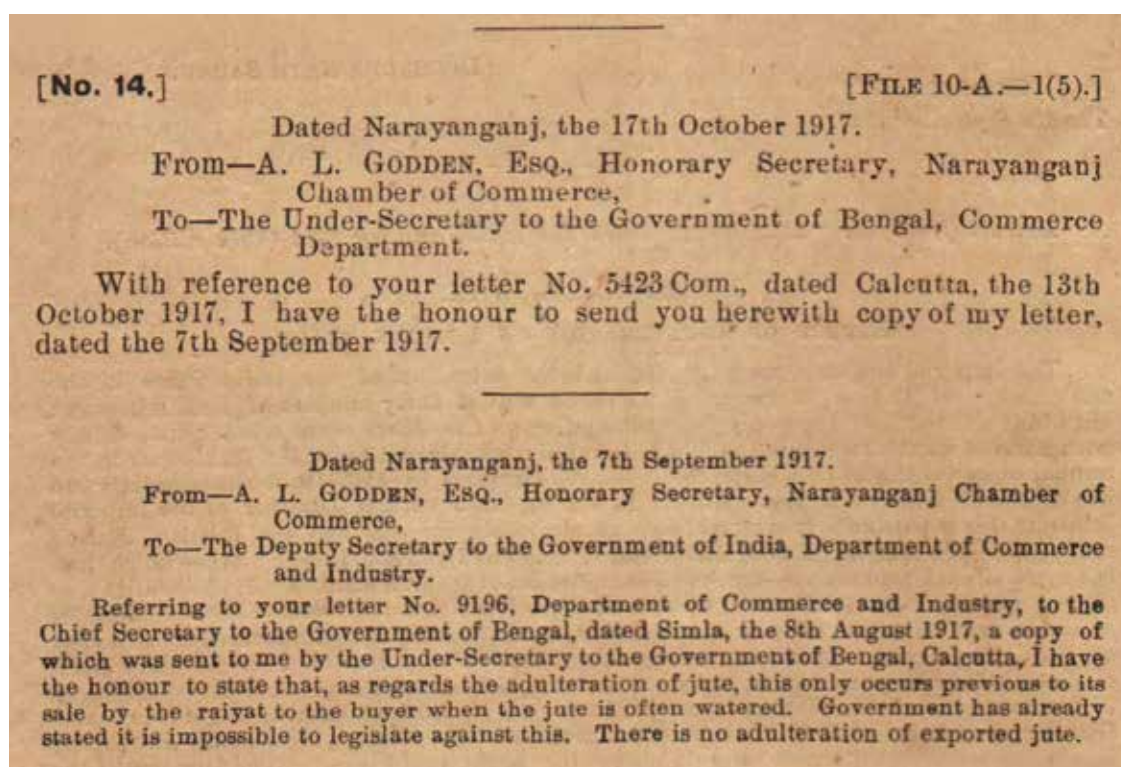 [No. 14.] [FILE 10-A.—1(5).]
Dated Narayanganj, the 17th October 1917.
From—A. L. GODDEN, ESQ., Honorary Secretary, Narayanganj
Chamber of Commerce,
To—The Under-Secretary to the Government of Bengal, Commerce
Department.
With reference to your letter No. 5423 Com., dated Calcutta, the 13th
October 1917, I have the honour to send you herewith copy of my letter,
dated the 7th September 1917.
Dated Narayanganj, the 7th September 1917.
From—A. L. GODDEN, ESQ., Honorary Secretary, Narayanganj Chamber of
Commerce,
To—The Deputy Secretary to the Government of India, Department of Commerce
and Industry.
Referring to your letter No. 9196, Department of Commerce and Industry, to the
Chief Secretary to the Government of Bengal, dated Simla, the 8th August 1917, a copy of
which was sent to me by the Under-Secretary to the Government of Bengal, Calcutta, I have
the honour to state that, as regards the adulteration of jute, this only occurs previous to its
sale by the raiyat to the buyer when the jute is often watered. Government has already
stated it is impossible to legislate against this. There is no adulteration of exported jute.